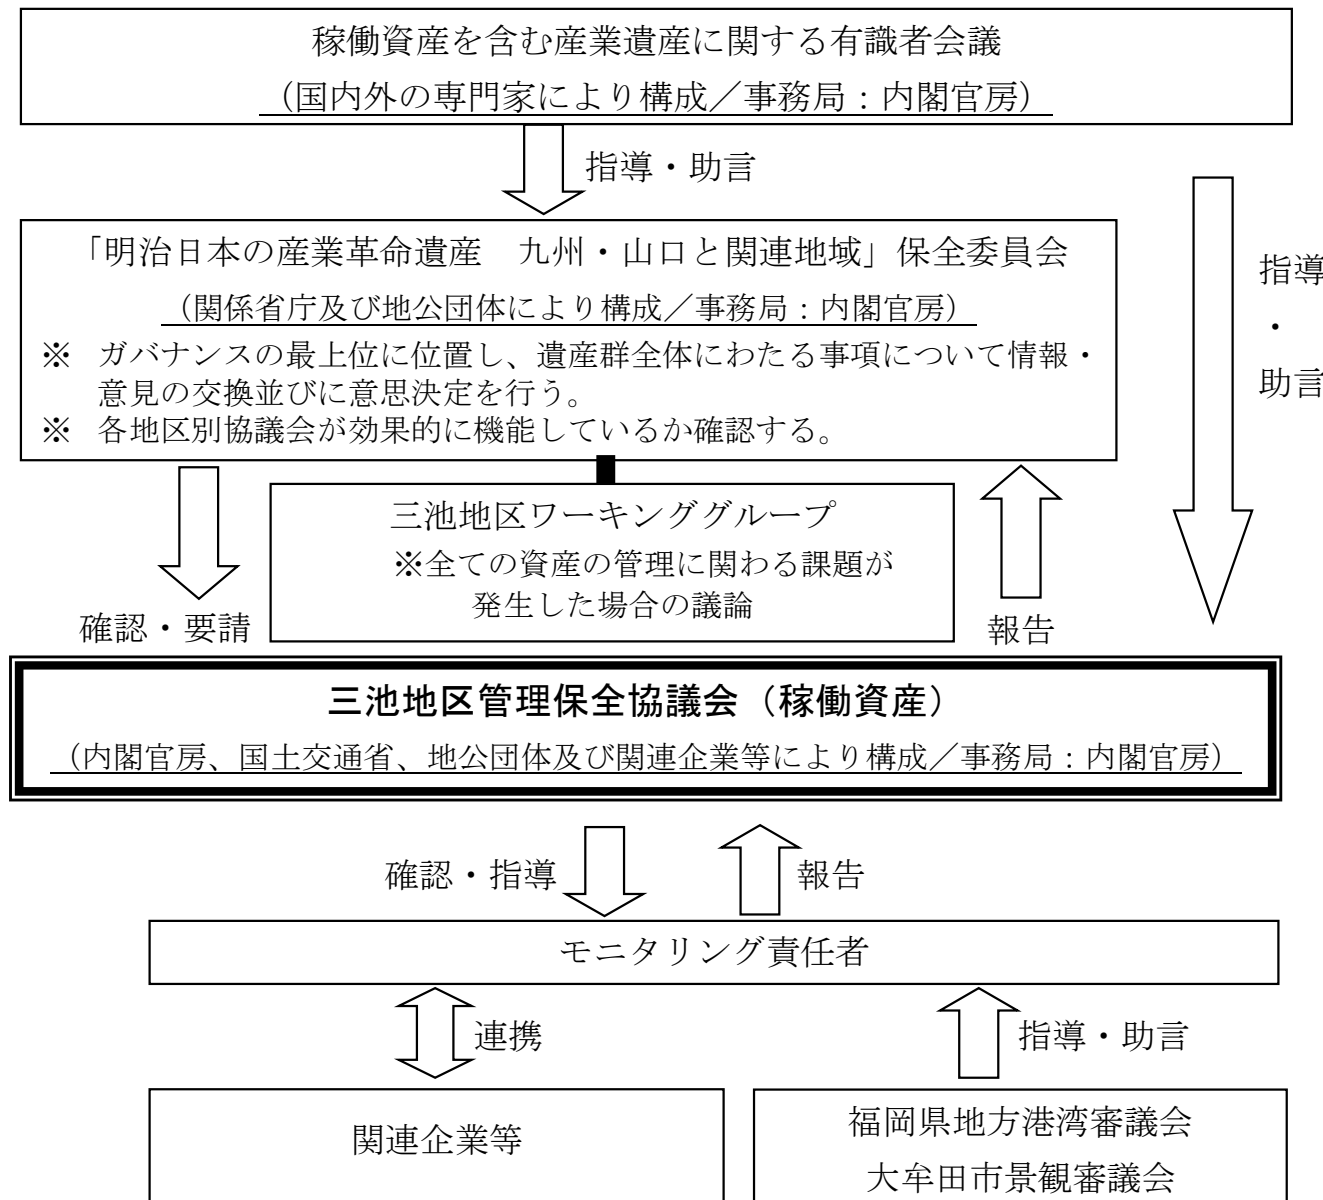 稼働資産を含む産業遺産に関する有識者会議
（国内外の専門家により構成／事務局：内閣官房）
指導・助言
指導
・
助言
「明治日本の産業革命遺産　九州・山口と関連地域」保全委員会
（関係省庁及び地公団体により構成／事務局：内閣官房）
※　ガバナンスの最上位に位置し、遺産群全体にわたる事項について情報・
意見の交換並びに意思決定を行う。
※　各地区別協議会が効果的に機能しているか確認する。
三池地区ワーキンググループ
※全ての資産の管理に関わる課題が
発生した場合の議論
確認・要請
報告
三池地区管理保全協議会（稼働資産）
（内閣官房、国土交通省、地公団体及び関連企業等により構成／事務局：内閣官房）
確認・指導
報告
モニタリング責任者
連携
指導・助言
関連企業等
福岡県地方港湾審議会
大牟田市景観審議会